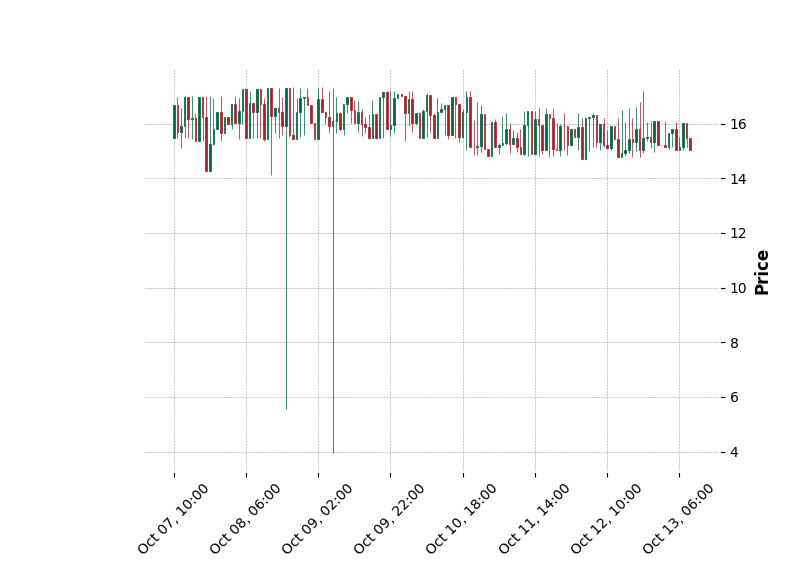 16
14
12
10
8
6
4
Price
Oct 07, 10:00
Oct 08, 06:00
Oct 09, 02:00
Oct 09, 22:00
Oct 10, 18:00
Oct 11, 14:00
Oct 12, 10:00
Oct 13, 06:00